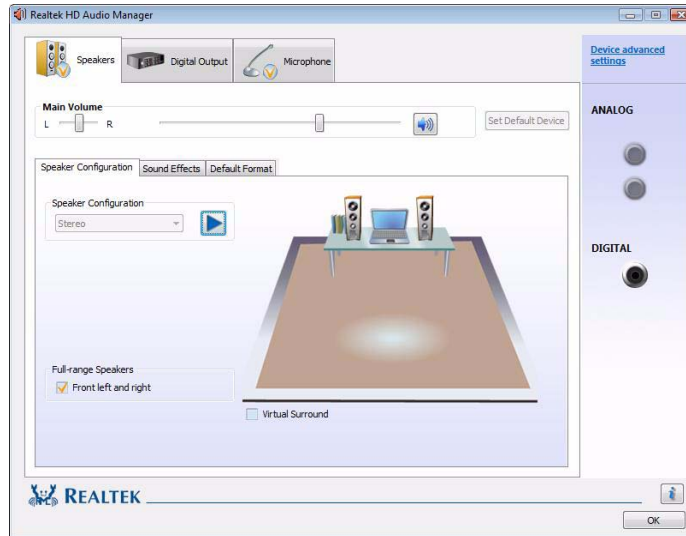 Realtek HD Audio Manager
Speakers
Digital Output
Microphone
Device advanced
settings
Main Volume
L
R
Set Default Device
ANALOG
Speaker Configuration
Sound Effects
Default Format
Speaker Configuration
Stereo
DIGITAL
Full-range Speakers
Front left and right
Virtual Surround
REALTEK
i
OK